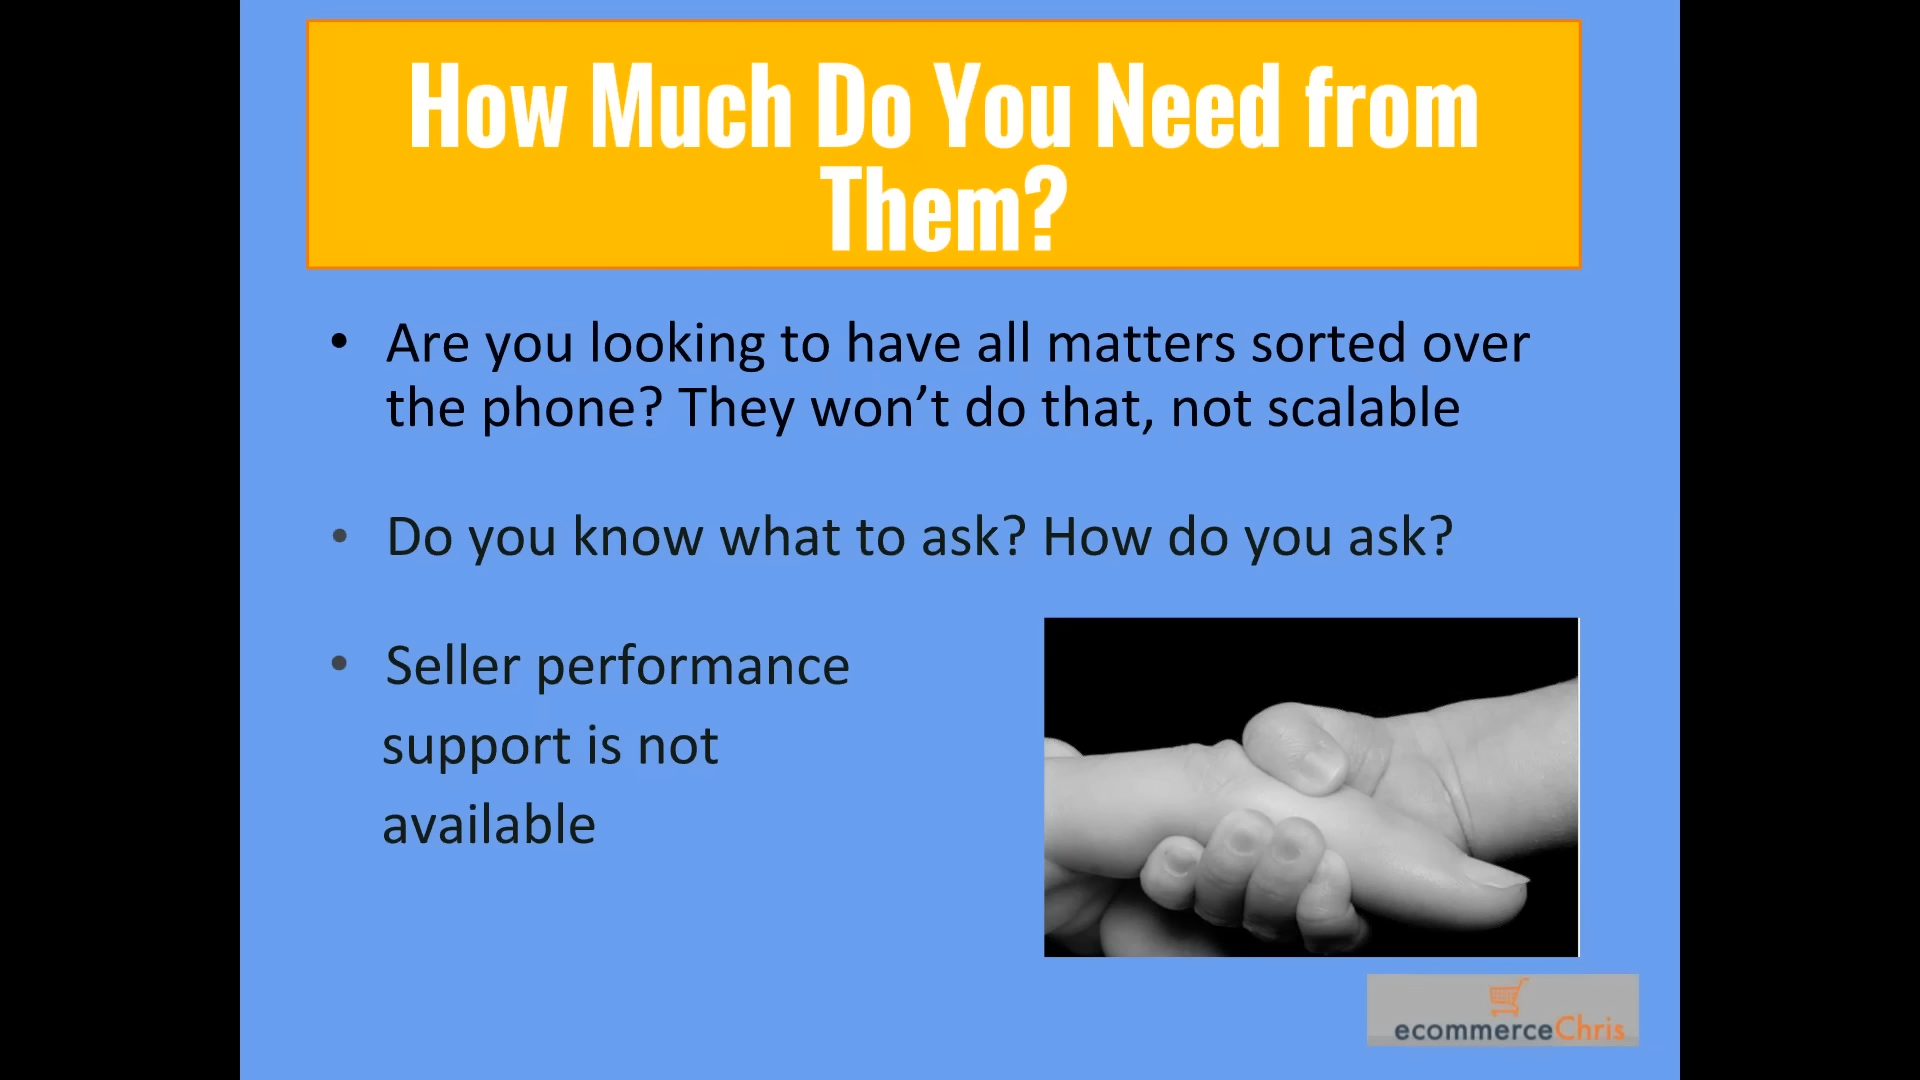 How Much Do You Need from
Them?
• Are you looking to have all matters sorted over
the phone? They won’t do that, not scalable
• Do you know what to ask? How do you ask?
• Seller performance
support is not
available
ecommerceChris